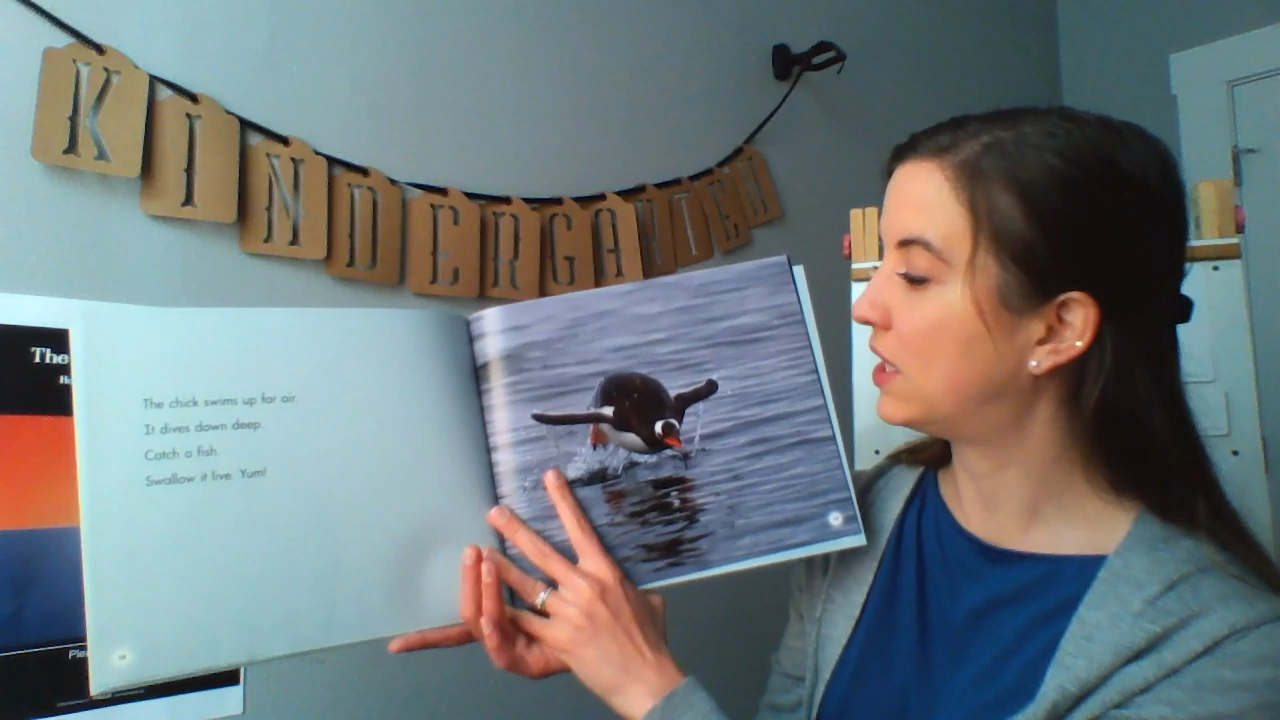 KINDERGARTEN
The
The chick swims up for air.
It dives down deep.
Catch a fish.
Swallow it live. Yum!